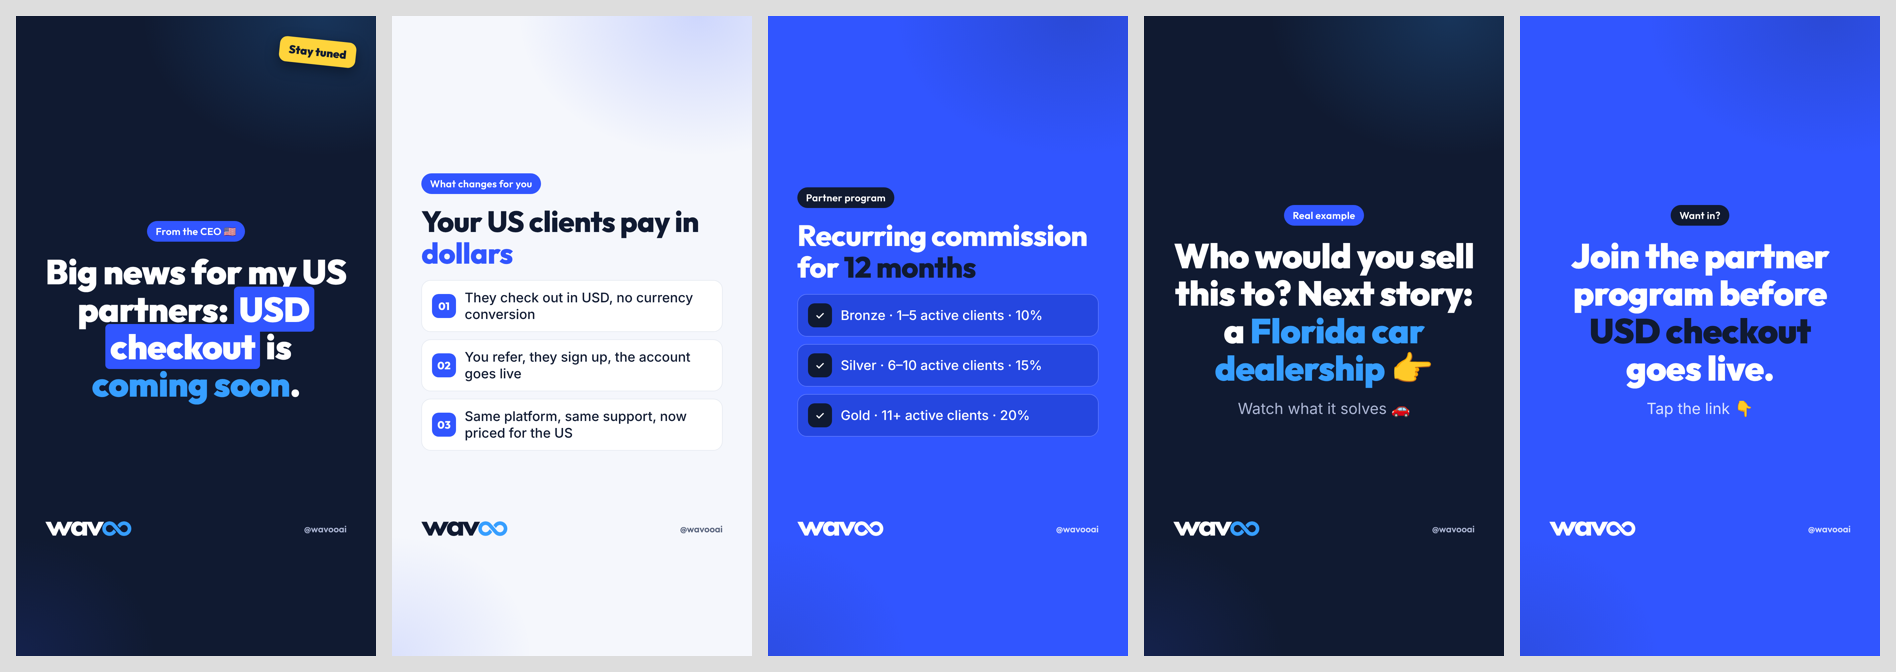 Stay tuned
From the CEO 🇺🇸
Big news for my US
partners: USD
checkout is
coming soon.
wavoo
@wavooai
What changes for you
Your US clients pay in
dollars
01
They check out in USD, no currency
conversion
02
You refer, they sign up, the account
goes live
03
Same platform, same support, now
priced for the US
wavoo
@wavooai
Partner program
Recurring commission
for 12 months
Bronze · 1–5 active clients · 10%
Silver · 6–10 active clients · 15%
Gold · 11+ active clients · 20%
wavoo
@wavooai
Real example
Who would you sell
this to? Next story:
a Florida car
dealership 👉
Watch what it solves 🚗
wavoo
@wavooai
Want in?
Join the partner
program before
USD checkout
goes live.
Tap the link 👇
wavoo
@wavooai